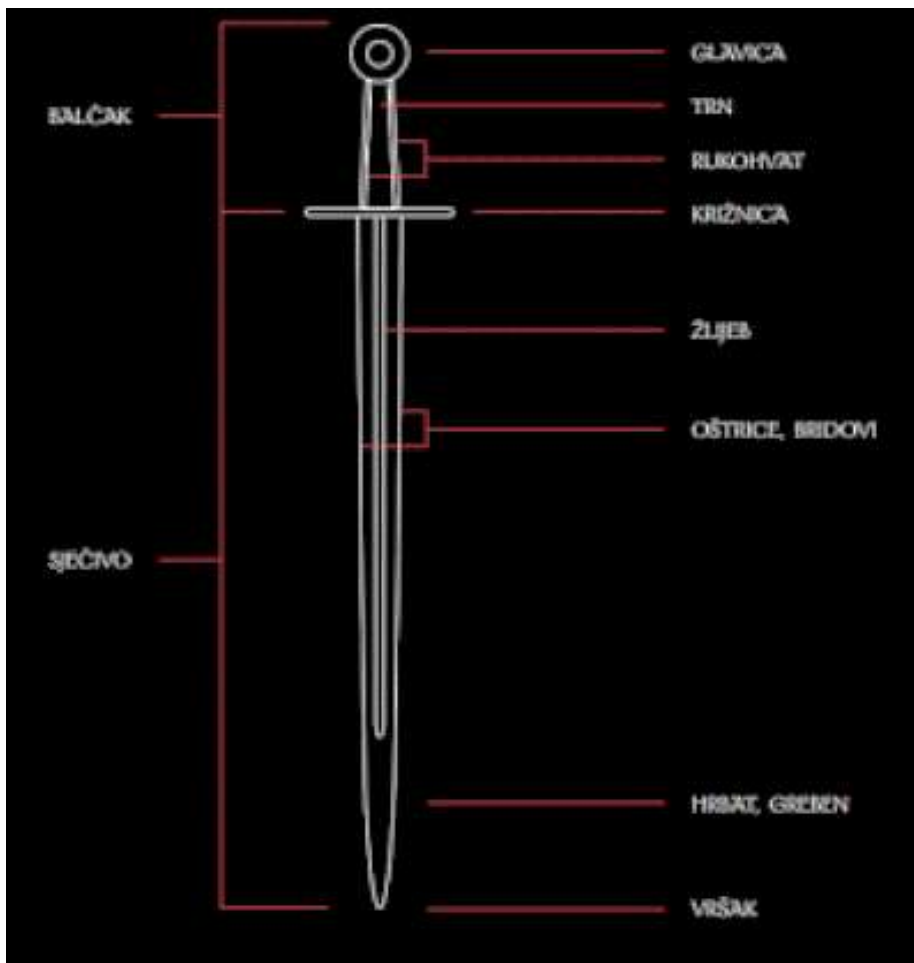 GLAVICA
BALČAK
TRN
RUKOHVAT
KRIŽNICA
ŽLIJEB
OŠTRICE, BRIDOVI
SJEČIVO
HRBAT, GREBEN
VRŠAK